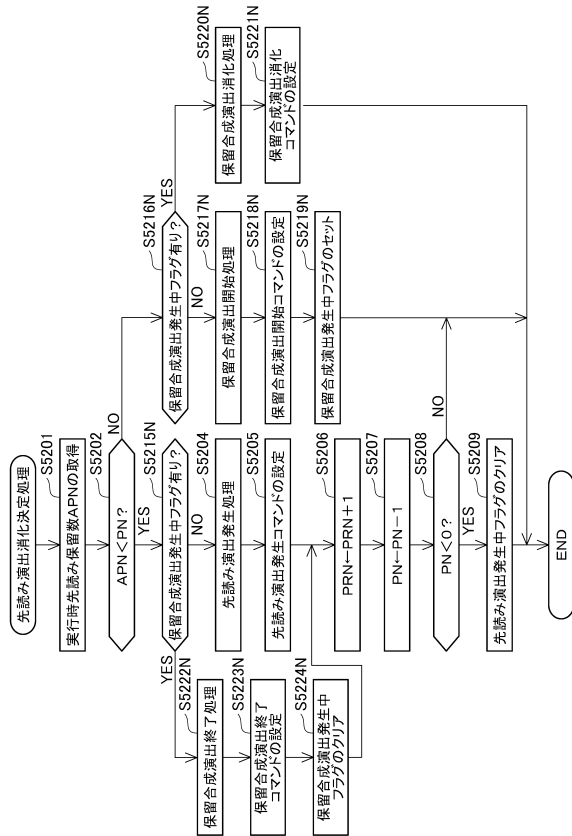 先読み演出消化決定処理
S5201
実行時先読み保留数APNの取得
S5202
APN<PN?
NO
YES
S5215N
保留合成演出発生中フラグ有り?
YES
NO
S5204
先読み演出発生処理
S5205
先読み演出発生コマンドの設定
S5206
PRN←PRN+1
S5207
PN←PN-1
S5208
PN<0?
NO
YES
S5209
先読み演出発生中フラグのクリア
END
S5222N
保留合成演出終了処理
S5223N
保留合成演出終了
コマンドの設定
S5224N
保留合成演出発生中
フラグのクリア
S5216N
保留合成演出発生中フラグ有り?
YES
NO
S5217N
保留合成演出開始処理
S5218N
保留合成演出開始コマンドの設定
S5219N
保留合成演出発生中フラグのセット
S5220N
保留合成演出消化処理
S5221N
保留合成演出消化
コマンドの設定